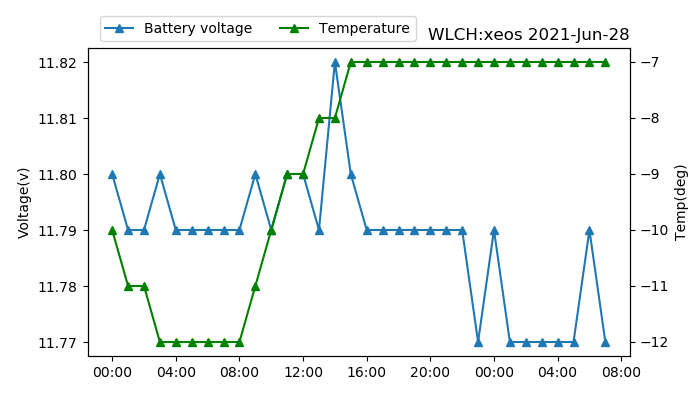 Battery voltage Temperature
WLCH:xeos 2021-Jun-28
11.82
11.81
11.80
11.79
11.78
11.77
Voltage(v)
−7
−8
−9
−10
−11
−12
Temp(deg)
00:00 04:00 08:00 12:00 16:00 20:00 00:00 04:00 08:00